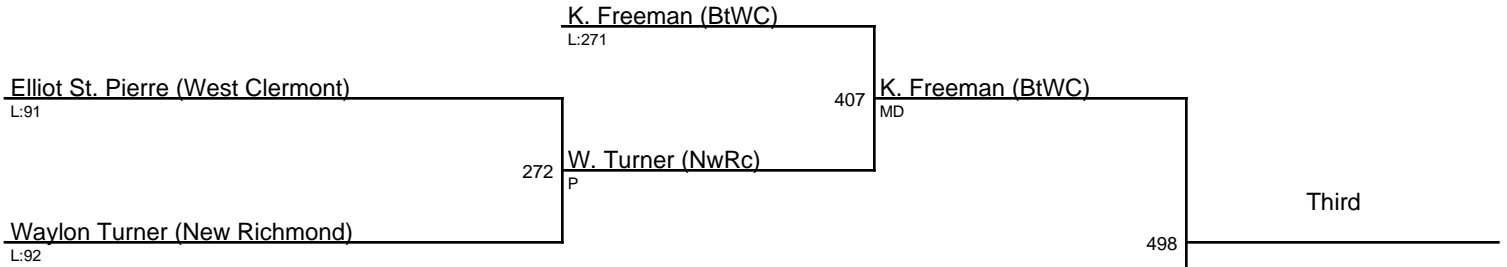 K. Freeman (BtWC)
L:271
Elliot St. Pierre (West Clermont)
L:91
407
K. Freeman (BtWC)
MD
272
W. Turner (NwRc)
P
Third
Waylon Turner (New Richmond)
L:92
498